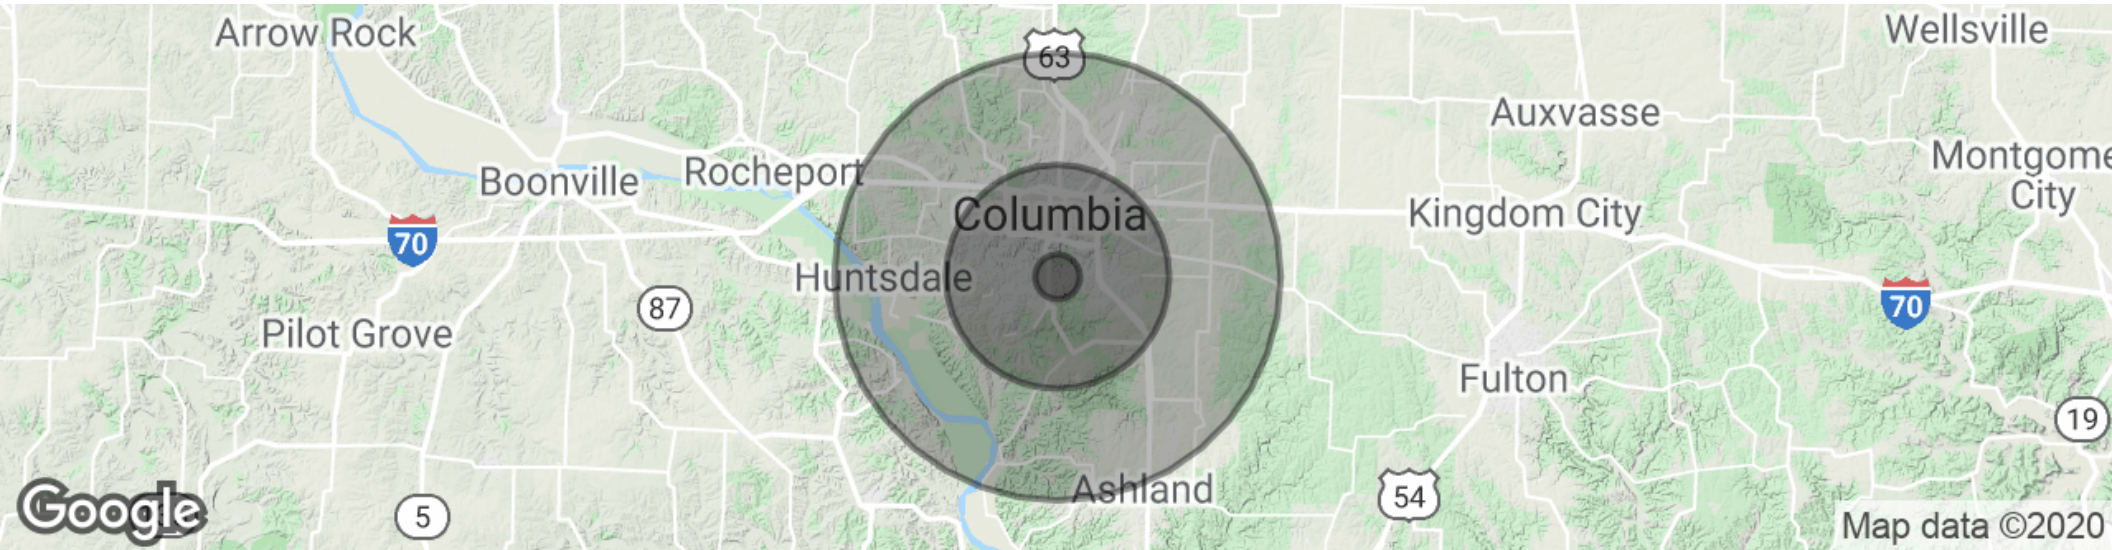 Arrow Rock
63
Wellsville
Auxvasse
Rocheport
Boonville
Montgome
City
Columbia
Kingdom City
70
Huntsdale
87
70
Pilot Grove
Fulton
19
Ashland
54
5
Google
Map data ©2020